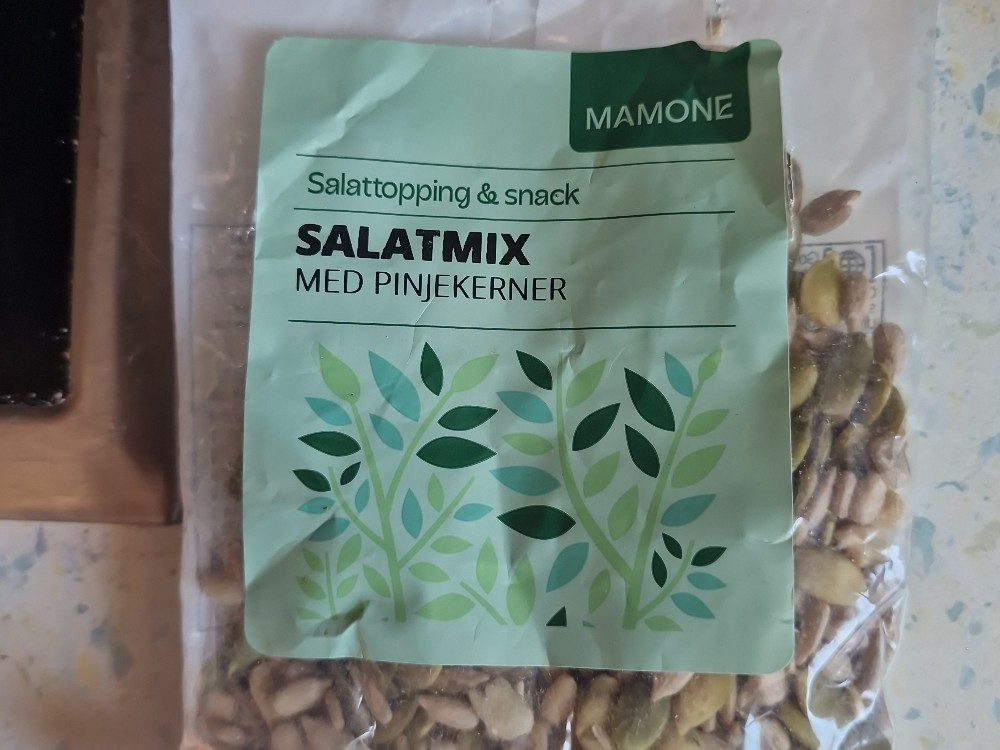 MAMONE
Salattopping & snack
SALATMIX
MED PINJEKERNER